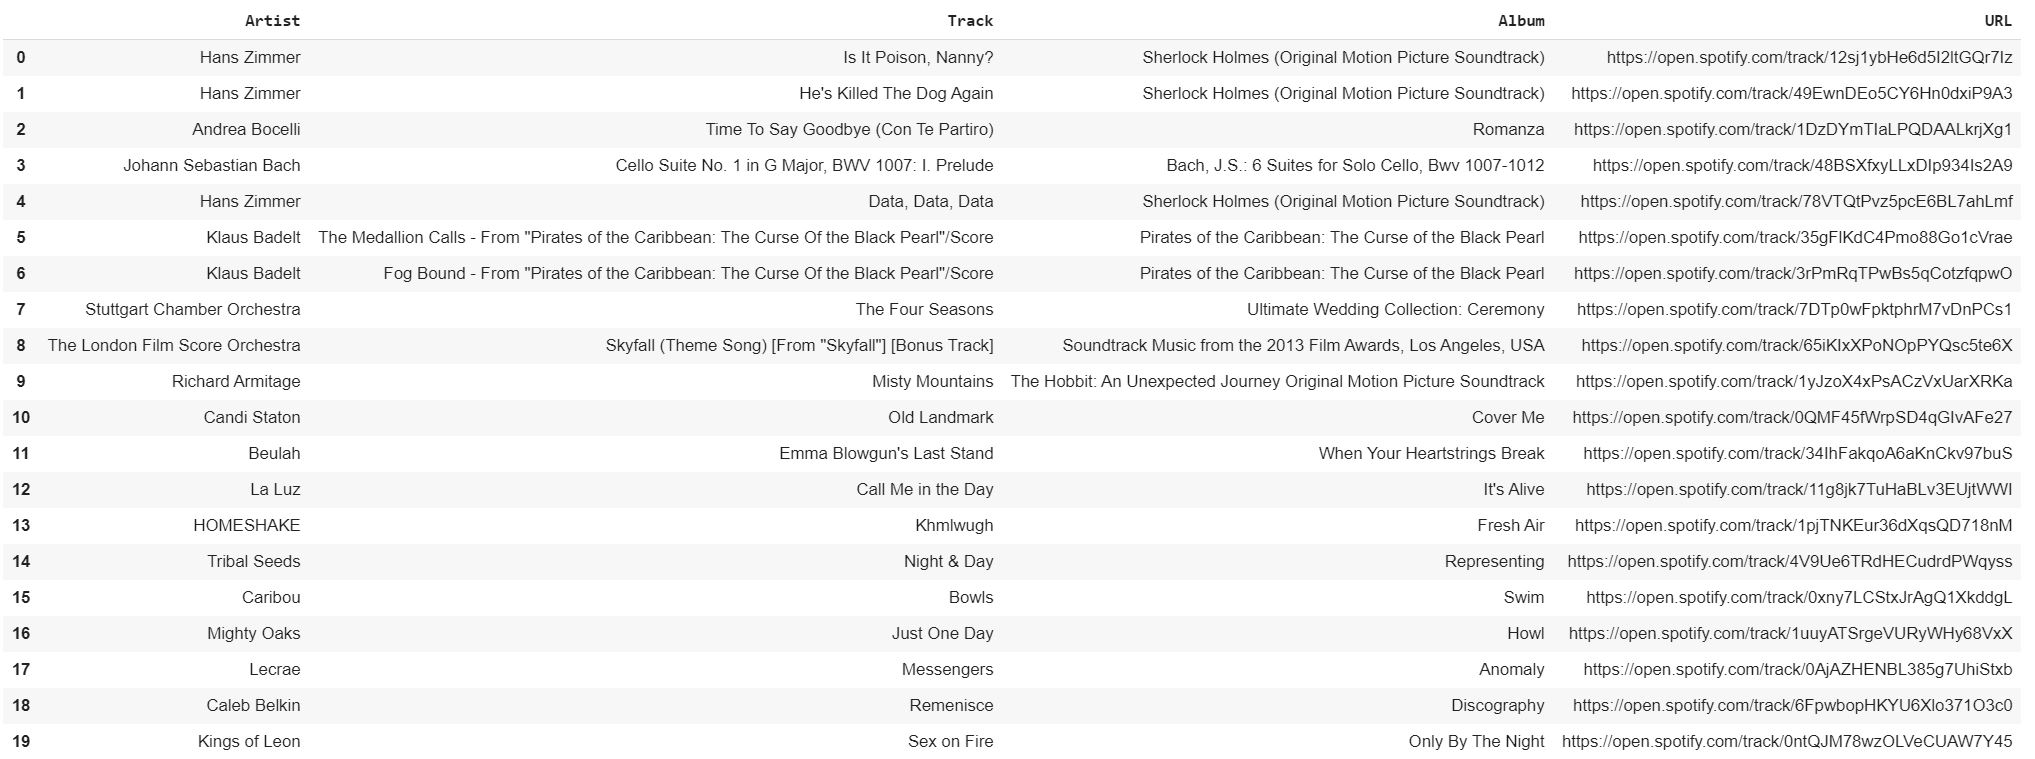 Artist Track Album URL
0 Hans Zimmer Is It Poison, Nanny? Sherlock Holmes (Original Motion Picture Soundtrack) https://open.spotify.com/track/12sj1ybHe6d5I2ltGQr7Iz
1 Hans Zimmer He's Killed The Dog Again Sherlock Holmes (Original Motion Picture Soundtrack) https://open.spotify.com/track/49EwnDEo5CY6Hn0dxiP9A3
2 Andrea Bocelli Time To Say Goodbye (Con Te Partiro) Romanza https://open.spotify.com/track/1DzDYmTIaLPQDAALkrjXg1
3 Johann Sebastian Bach Cello Suite No. 1 in G Major, BWV 1007: I. Prelude Bach, J.S.: 6 Suites for Solo Cello, Bwv 1007-1012 https://open.spotify.com/track/48BSXfxyLLxDIp934Is2A9
4 Hans Zimmer Data, Data, Data Sherlock Holmes (Original Motion Picture Soundtrack) https://open.spotify.com/track/78VTQtPvz5pcE6BL7ahLmf
5 Klaus Badelt The Medallion Calls - From "Pirates of the Caribbean: The Curse Of the Black Pearl"/Score Pirates of the Caribbean: The Curse of the Black Pearl https://open.spotify.com/track/35gFlKdC4Pmo88Go1cVrae
6 Klaus Badelt Fog Bound - From "Pirates of the Caribbean: The Curse Of the Black Pearl"/Score Pirates of the Caribbean: The Curse of the Black Pearl https://open.spotify.com/track/3rPmRqTPwBs5qCotzfqpwO
7 Stuttgart Chamber Orchestra The Four Seasons Ultimate Wedding Collection: Ceremony https://open.spotify.com/track/7DTp0wFpktphrM7vDnPCs1
8 The London Film Score Orchestra Skyfall (Theme Song) [From "Skyfall"] [Bonus Track] Soundtrack Music from the 2013 Film Awards, Los Angeles, USA https://open.spotify.com/track/65iKIxXPoNOpPYQsc5te6X
9 Richard Armitage Misty Mountains The Hobbit: An Unexpected Journey Original Motion Picture Soundtrack https://open.spotify.com/track/1yJzoX4xPsACzVxUarXRKa
10 Candi Staton Old Landmark Cover Me https://open.spotify.com/track/0QMF45fWrpSD4qGIvAFe27
11 Beulah Emma Blowgun's Last Stand When Your Heartstrings Break https://open.spotify.com/track/34IhFakqoA6aKnCkv97buS
12 La Luz Call Me in the Day It's Alive https://open.spotify.com/track/11g8jk7TuHaBLv3EUjtWWI
13 HOMESHAKE Khmlwugh Fresh Air https://open.spotify.com/track/1pjTNKEur36dXqsQD718nM
14 Tribal Seeds Night & Day Representing https://open.spotify.com/track/4V9Ue6TRdHECudrdPWqyss
15 Caribou Bowls Swim https://open.spotify.com/track/0xny7LCStxJrAgQ1XkddgL
16 Mighty Oaks Just One Day Howl https://open.spotify.com/track/1uuyATSrgeVURyWHy68VxX
17 Lecrae Messengers Anomaly https://open.spotify.com/track/0AjAZHENBL385g7UhiStxb
18 Caleb Belkin Remenisce Discography https://open.spotify.com/track/6FpwbopHKYU6Xlo371O3c0
19 Kings of Leon Sex on Fire Only By The Night https://open.spotify.com/track/0ntQJM78wzOLVeCUAW7Y45